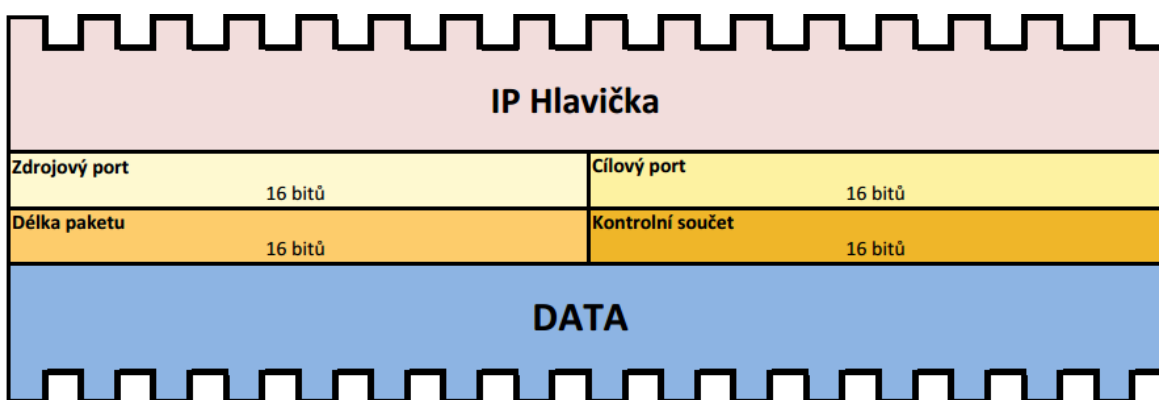 IP Hlavička
Zdrojový port
16 bitů
Cílový port
16 bitů
Délka paketu
16 bitů
Kontrolní součet
16 bitů
DATA